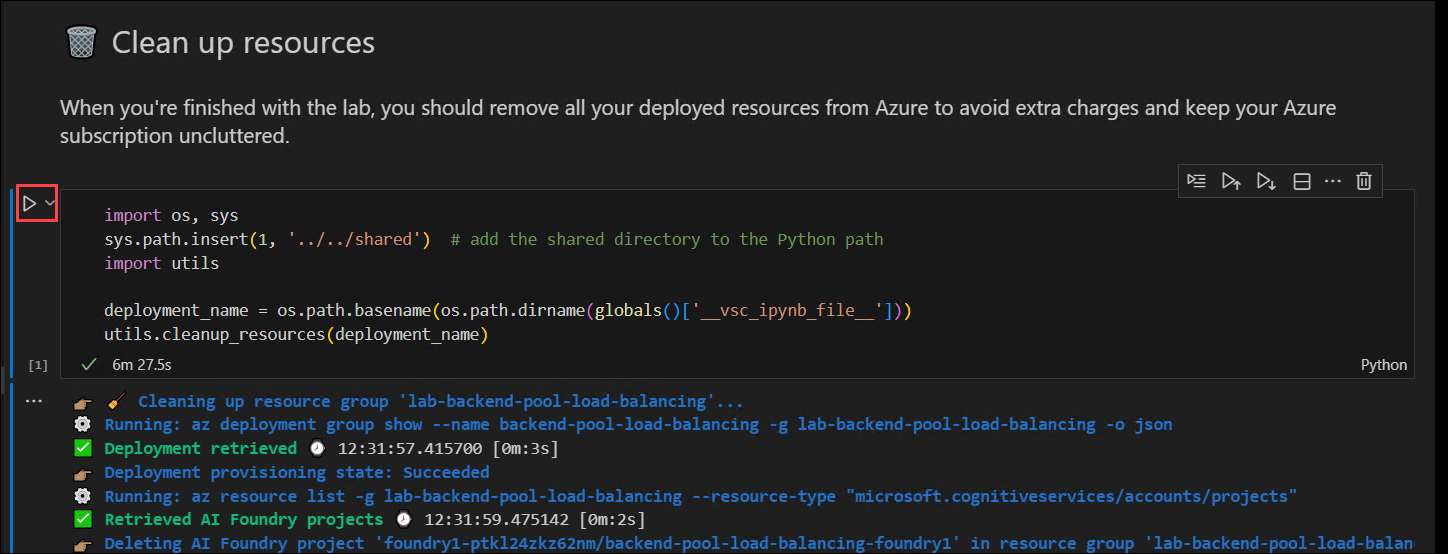 🗑️ Clean up resources
When you're finished with the lab, you should remove all your deployed resources from Azure to avoid extra charges and keep your Azure
subscription uncluttered.
import os, sys
sys.path.insert(1, '../../shared')  # add the shared directory to the Python path
import utils
deployment_name = os.path.basename(os.path.dirname(globals()['__vsc_ipynb_file__']))
utils.cleanup_resources(deployment_name)
[1] ✓ 6m 27.5s Python
... 👉🏽 🧹 Cleaning up resource group 'lab-backend-pool-load-balancing'...
⚙️ Running: az deployment group show --name backend-pool-load-balancing -g lab-backend-pool-load-balancing -o json
✅ Deployment retrieved ⌚ 12:31:57.415700 [0m:3s]
👉🏽 Deployment provisioning state: Succeeded
⚙️ Running: az resource list -g lab-backend-pool-load-balancing --resource-type "microsoft.cognitiveservices/accounts/projects"
✅ Retrieved AI Foundry projects ⌚ 12:31:59.475142 [0m:2s]
👉🏽 Deleting AI Foundry project 'foundry1-ptkl24zkz62nm/backend-pool-load-balancing-foundry1' in resource group 'lab-backend-pool-load-balan